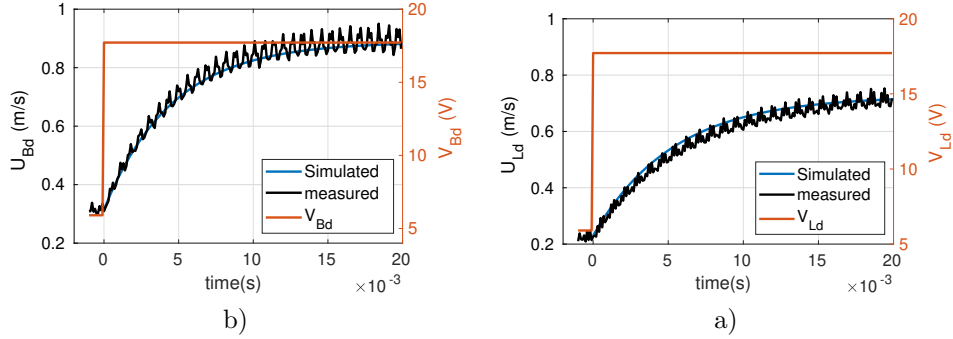 1
0.8
0.6
0.4
0.2
U_Bd (m/s)
20
15
10
5
V_Bd (V)
Simulated
measured
V_Bd
0 5 10 15 20
time(s)
×10^-3
b)
1
0.8
0.6
0.4
0.2
U_Ld (m/s)
20
15
10
5
V_Ld (V)
Simulated
measured
V_Ld
0 5 10 15 20
time(s)
×10^-3
a)